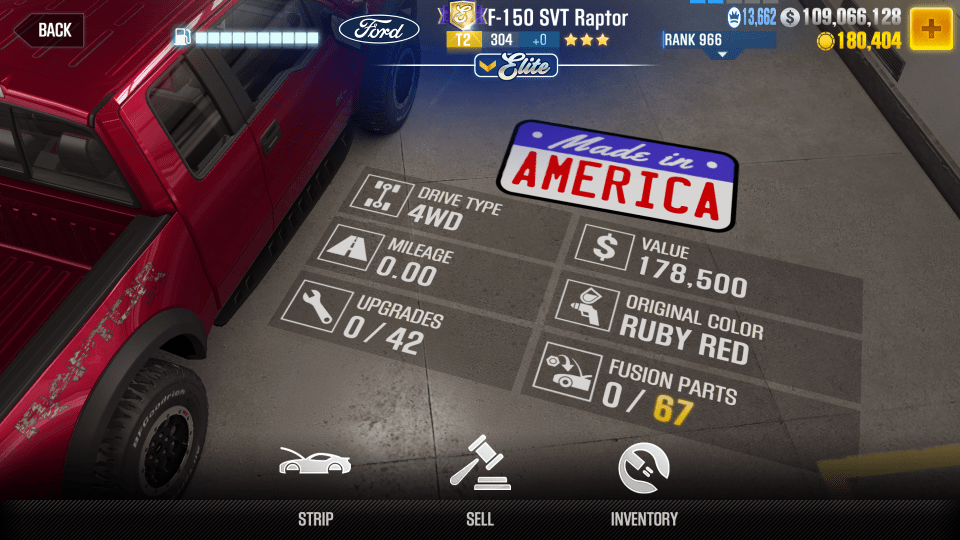 BACK
Ford
F-150 SVT Raptor
T2 304 +0
Elite
RANK 966
13,662
$ 109,066,128
180,404
Made in
AMERICA
DRIVE TYPE
4WD
MILEAGE
0.00
UPGRADES
0 / 42
$ VALUE
178,500
ORIGINAL COLOR
RUBY RED
FUSION PARTS
0 / 67
RAPTOR
BFGoodrich
STRIP
SELL
INVENTORY